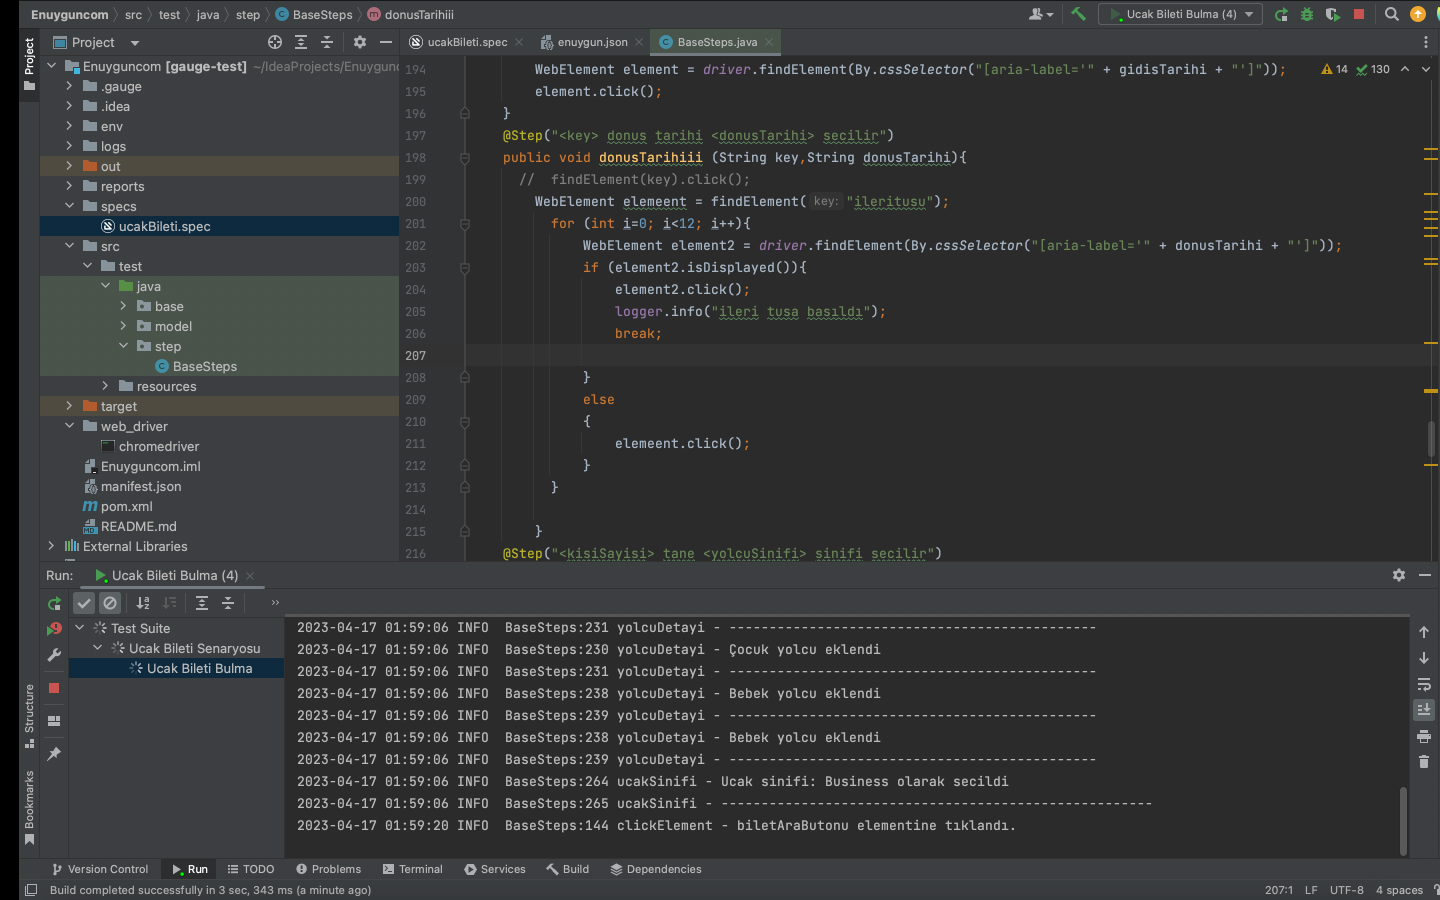 Enuyguncom src test java step BaseSteps donusTarihiii Ucak Bileti Bulma (4)
Project
ucakBileti.spec enuygun.json BaseSteps.java
Project
Enuyguncom [gauge-test] ~/IdeaProjects/Enuygunc
.gauge
.idea
env
logs
out
reports
specs
ucakBileti.spec
src
test
java
base
model
step
BaseSteps
resources
target
web_driver
chromedriver
Enuyguncom.iml
manifest.json
pom.xml
README.md
External Libraries
14 130
194 WebElement element = driver.findElement(By.cssSelector("[aria-label='" + gidisTarihi + "']"));
195 element.click();
196 }
197 @Step("<key> donus tarihi <donusTarihi> secilir")
198 public void donusTarihiii (String key,String donusTarihi){
199 //  findElement(key).click();
200 WebElement elemeent = findElement( key: "ileritusu");
201 for (int i=0; i<12; i++){
202 WebElement element2 = driver.findElement(By.cssSelector("[aria-label='" + donusTarihi + "']"));
203 if (element2.isDisplayed()){
204 element2.click();
205 logger.info("ileri tusa basıldı");
206 break;
207
208 }
209 else
210 {
211 elemeent.click();
212 }
213 }
214
215 }
216 @Step("<kisiSayisi> tane <yolcuSinifi> sinifi secilir")
Run: Ucak Bileti Bulma (4)
Test Suite
Ucak Bileti Senaryosu
Ucak Bileti Bulma
2023-04-17 01:59:06 INFO  BaseSteps:231 yolcuDetayi - ----------------------------------------------
2023-04-17 01:59:06 INFO  BaseSteps:230 yolcuDetayi - Çocuk yolcu eklendi
2023-04-17 01:59:06 INFO  BaseSteps:231 yolcuDetayi - ----------------------------------------------
2023-04-17 01:59:06 INFO  BaseSteps:238 yolcuDetayi - Bebek yolcu eklendi
2023-04-17 01:59:06 INFO  BaseSteps:239 yolcuDetayi - ----------------------------------------------
2023-04-17 01:59:06 INFO  BaseSteps:238 yolcuDetayi - Bebek yolcu eklendi
2023-04-17 01:59:06 INFO  BaseSteps:239 yolcuDetayi - ----------------------------------------------
2023-04-17 01:59:06 INFO  BaseSteps:264 ucakSinifi - Ucak sinifi: Business olarak secildi
2023-04-17 01:59:06 INFO  BaseSteps:265 ucakSinifi - ------------------------------------------------------
2023-04-17 01:59:20 INFO  BaseSteps:144 clickElement - biletAraButonu elementine tıklandı.
Structure
Bookmarks
Version Control Run TODO Problems Terminal Services Build Dependencies
Build completed successfully in 3 sec, 343 ms (a minute ago) 207:1 LF UTF-8 4 spaces